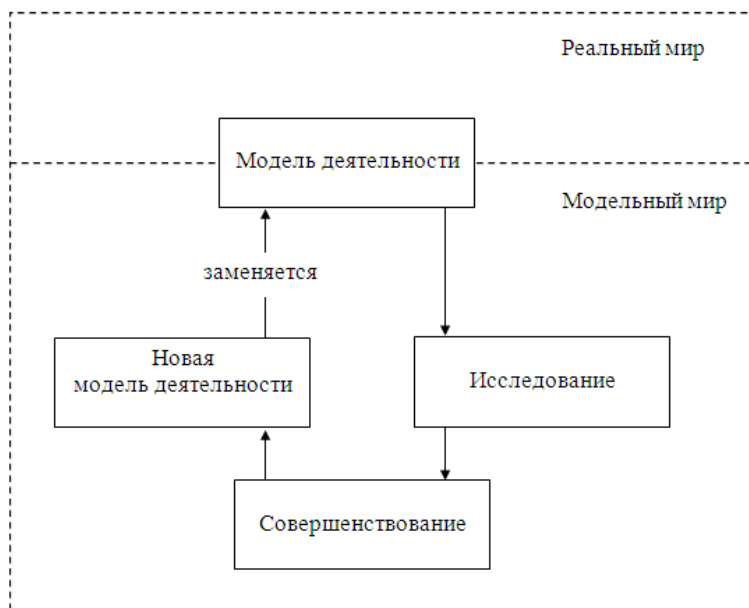 Реальный мир
Модель деятельности
Модельный мир
заменяется
Новая
модель деятельности
Исследование
Совершенствование